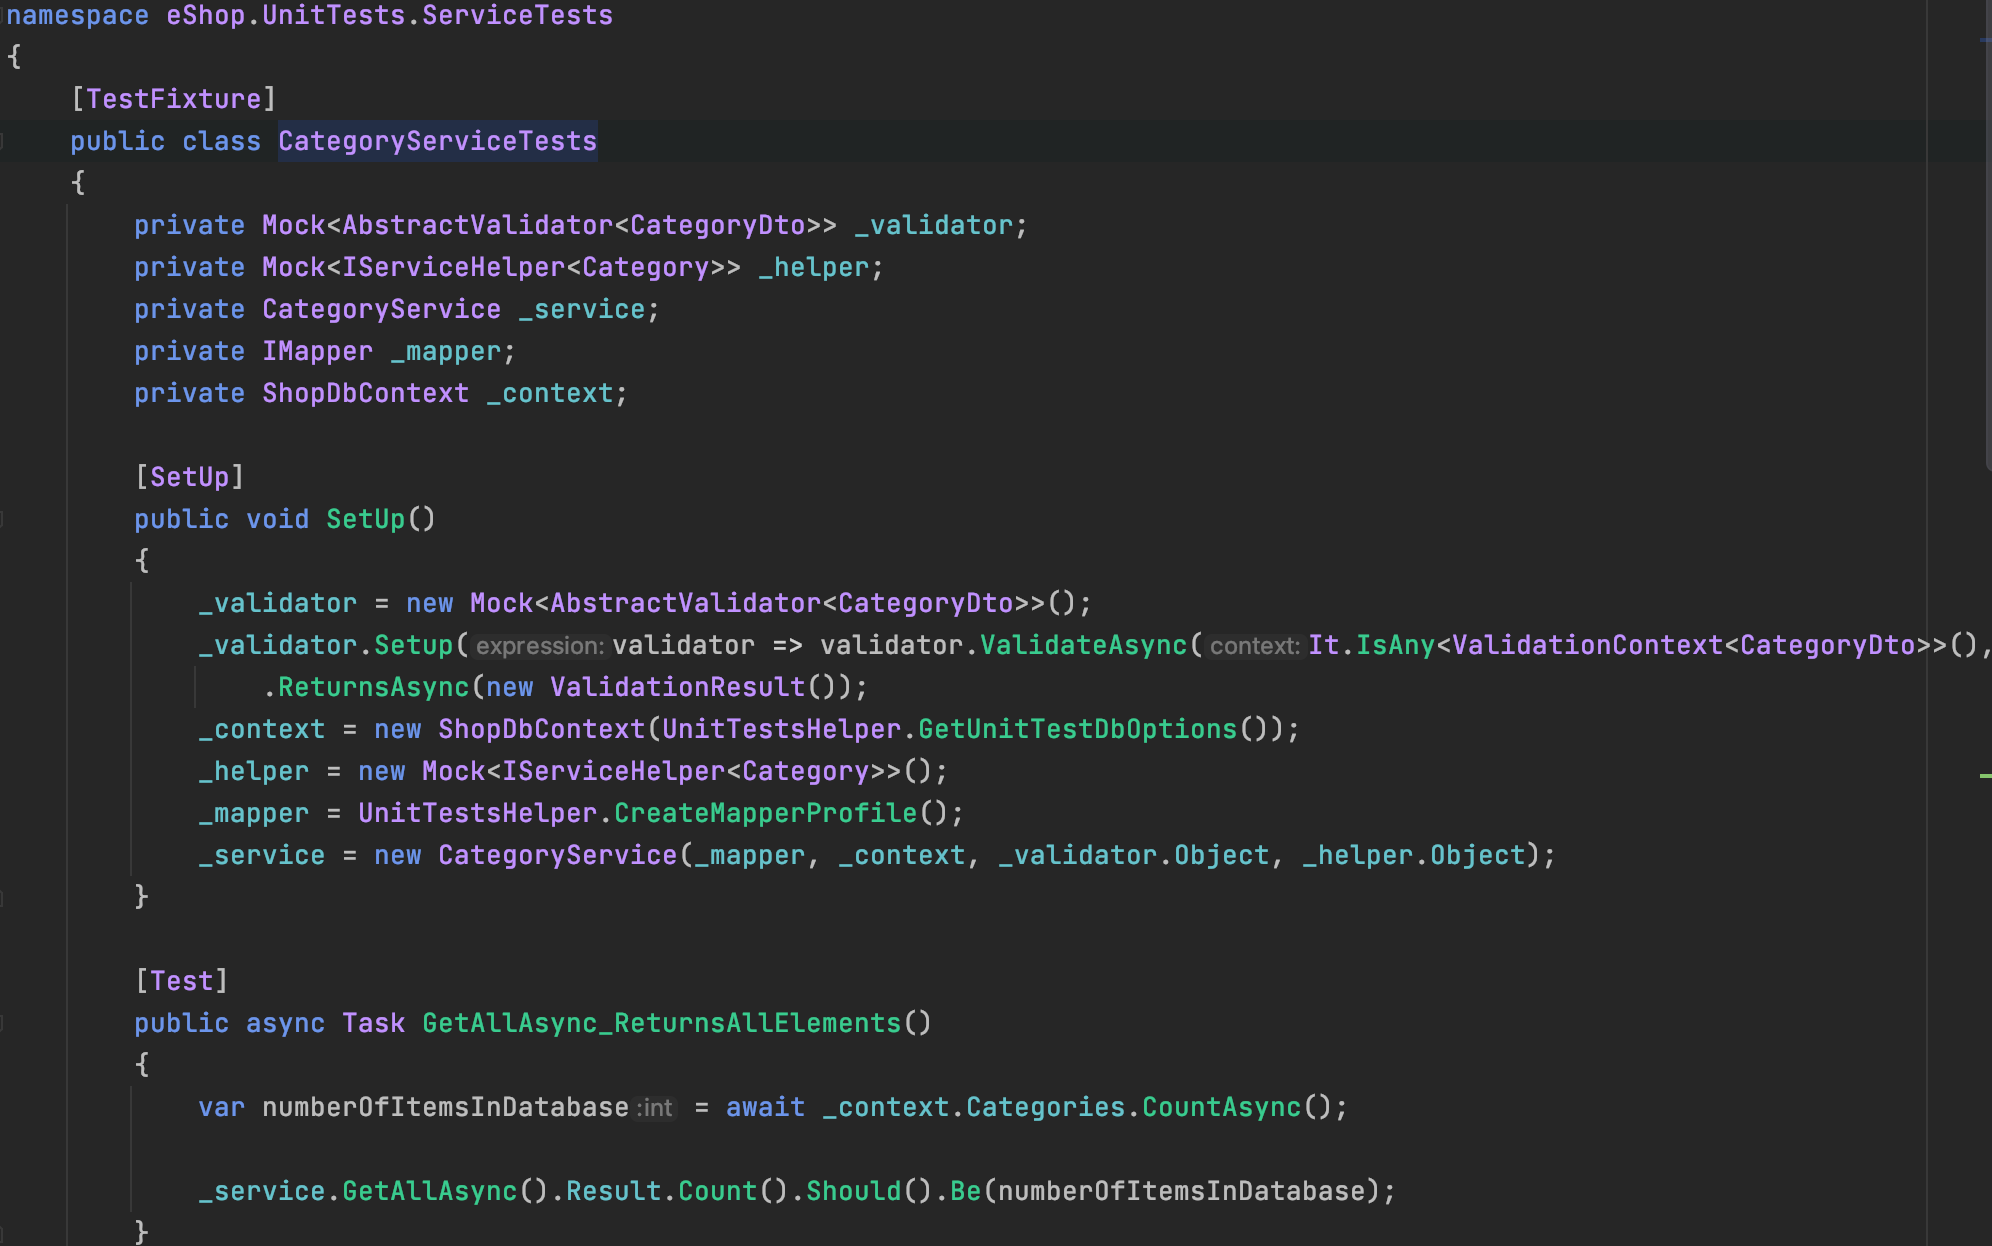 namespace eShop.UnitTests.ServiceTests
{
    [TestFixture]
    public class CategoryServiceTests
    {
        private Mock<AbstractValidator<CategoryDto>> _validator;
        private Mock<IServiceHelper<Category>> _helper;
        private CategoryService _service;
        private IMapper _mapper;
        private ShopDbContext _context;

        [SetUp]
        public void SetUp()
        {
            _validator = new Mock<AbstractValidator<CategoryDto>>();
            _validator.Setup(expression: validator => validator.ValidateAsync(context: It.IsAny<ValidationContext<CategoryDto>>(),
                .ReturnsAsync(new ValidationResult());
            _context = new ShopDbContext(UnitTestsHelper.GetUnitTestDbOptions());
            _helper = new Mock<IServiceHelper<Category>>();
            _mapper = UnitTestsHelper.CreateMapperProfile();
            _service = new CategoryService(_mapper, _context, _validator.Object, _helper.Object);
        }

        [Test]
        public async Task GetAllAsync_ReturnsAllElements()
        {
            var numberOfItemsInDatabase :int = await _context.Categories.CountAsync();

            _service.GetAllAsync().Result.Count().Should().Be(numberOfItemsInDatabase);
        }